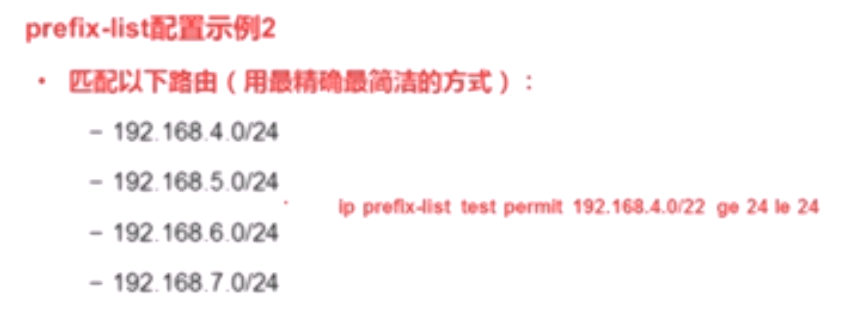 prefix-list配置示例2
• 匹配以下路由（用最精确最简洁的方式）：
– 192.168.4.0/24
– 192.168.5.0/24
ip prefix-list test permit 192.168.4.0/22 ge 24 le 24
– 192.168.6.0/24
– 192.168.7.0/24